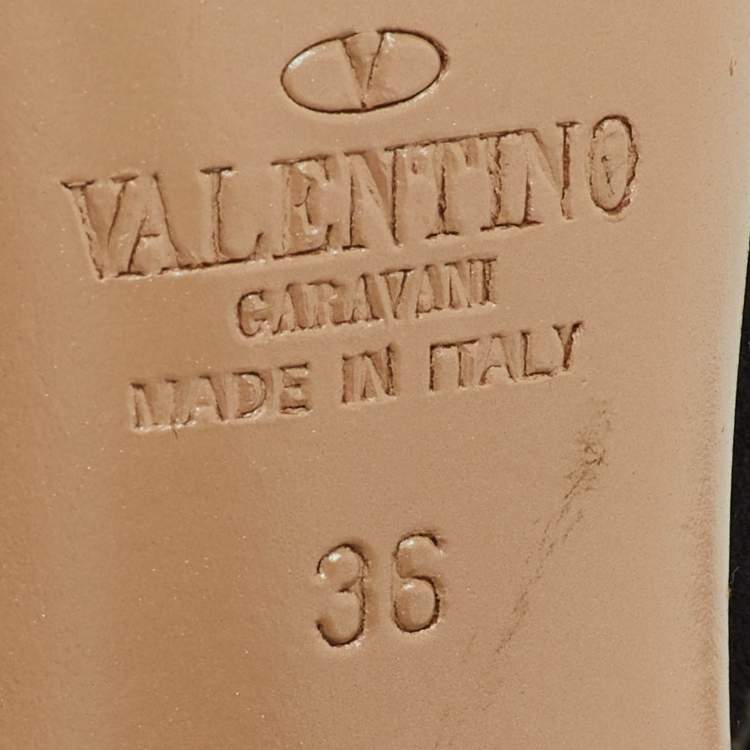 V
VALENTINO
GARAVANI
MADE IN ITALY
36